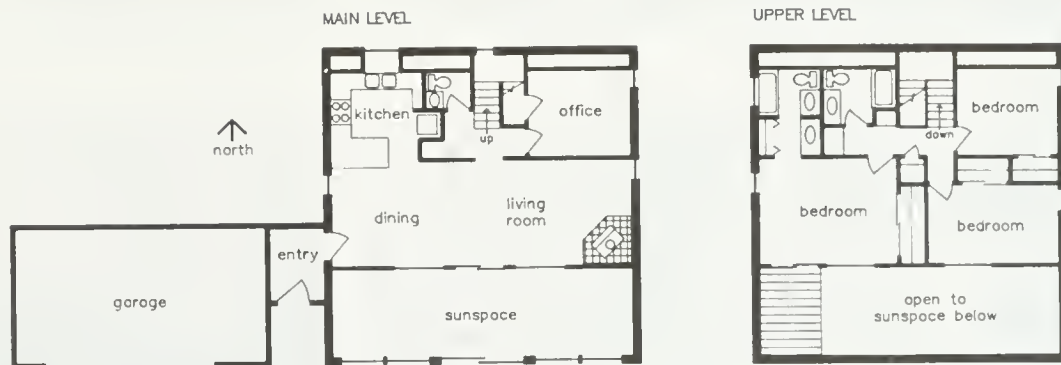 MAIN LEVEL
UPPER LEVEL
north
kitchen
up
office
dining
living
room
entry
garage
sunspace
bedroom
down
bedroom
bedroom
open to
sunspace below